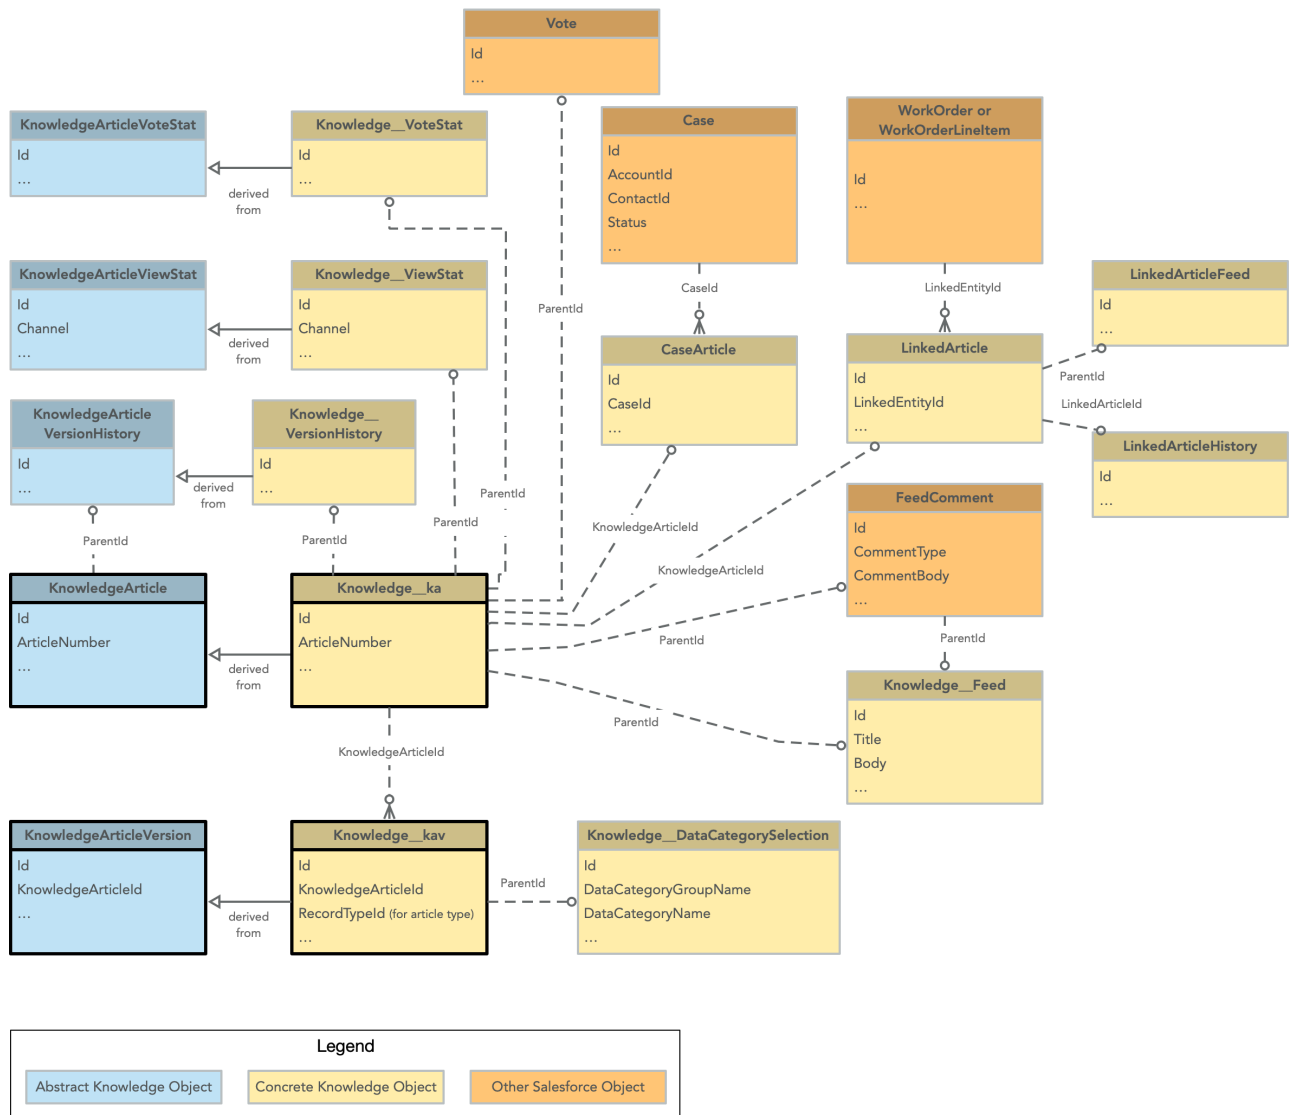 Vote
Id
…
KnowledgeArticleVoteStat
Id
…
derived
from
Knowledge__VoteStat
Id
…
Case
Id
AccountId
ContactId
Status
…
WorkOrder or
WorkOrderLineItem
Id
…
KnowledgeArticleViewStat
Id
Channel
…
derived
from
Knowledge__ViewStat
Id
Channel
…
ParentId
CaseId
LinkedEntityId
LinkedArticleFeed
Id
…
CaseArticle
Id
CaseId
…
LinkedArticle
Id
LinkedEntityId
…
ParentId
LinkedArticleId
KnowledgeArticle
VersionHistory
Id
…
derived
from
Knowledge__
VersionHistory
Id
…
LinkedArticleHistory
Id
…
ParentId
ParentId
ParentId
ParentId
KnowledgeArticleId
KnowledgeArticleId
FeedComment
Id
CommentType
CommentBody
…
KnowledgeArticle
Id
ArticleNumber
…
derived
from
Knowledge__ka
Id
ArticleNumber
…
ParentId
ParentId
ParentId
Knowledge__Feed
Id
Title
Body
…
KnowledgeArticleId
KnowledgeArticleVersion
Id
KnowledgeArticleId
…
derived
from
Knowledge__kav
Id
KnowledgeArticleId
RecordTypeId (for article type)
…
ParentId
Knowledge__DataCategorySelection
Id
DataCategoryGroupName
DataCategoryName
…
Legend
Abstract Knowledge Object
Concrete Knowledge Object
Other Salesforce Object